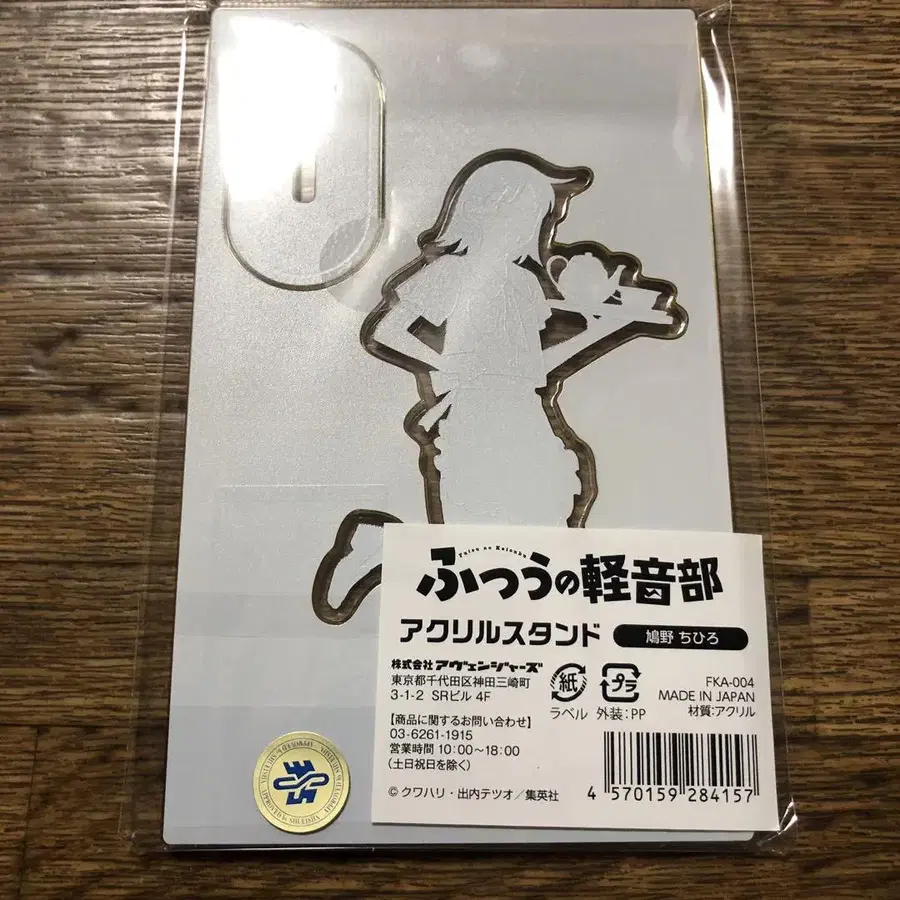 Futsu no Keionbu
ふつうの軽音部
アクリルスタンド 鳩野 ちひろ
株式会社アヴェンジャーズ
東京都千代田区神田三崎町
3-1-2 SRビル 4F
【商品に関するお問い合わせ】
03-6261-1915
営業時間 10:00〜18:00
(土日祝日を除く)
© クワハリ・出内テツオ/集英社
紙
ラベル
プラ
外装:PP
FKA-004
MADE IN JAPAN
材質:アクリル
4 570159 284157